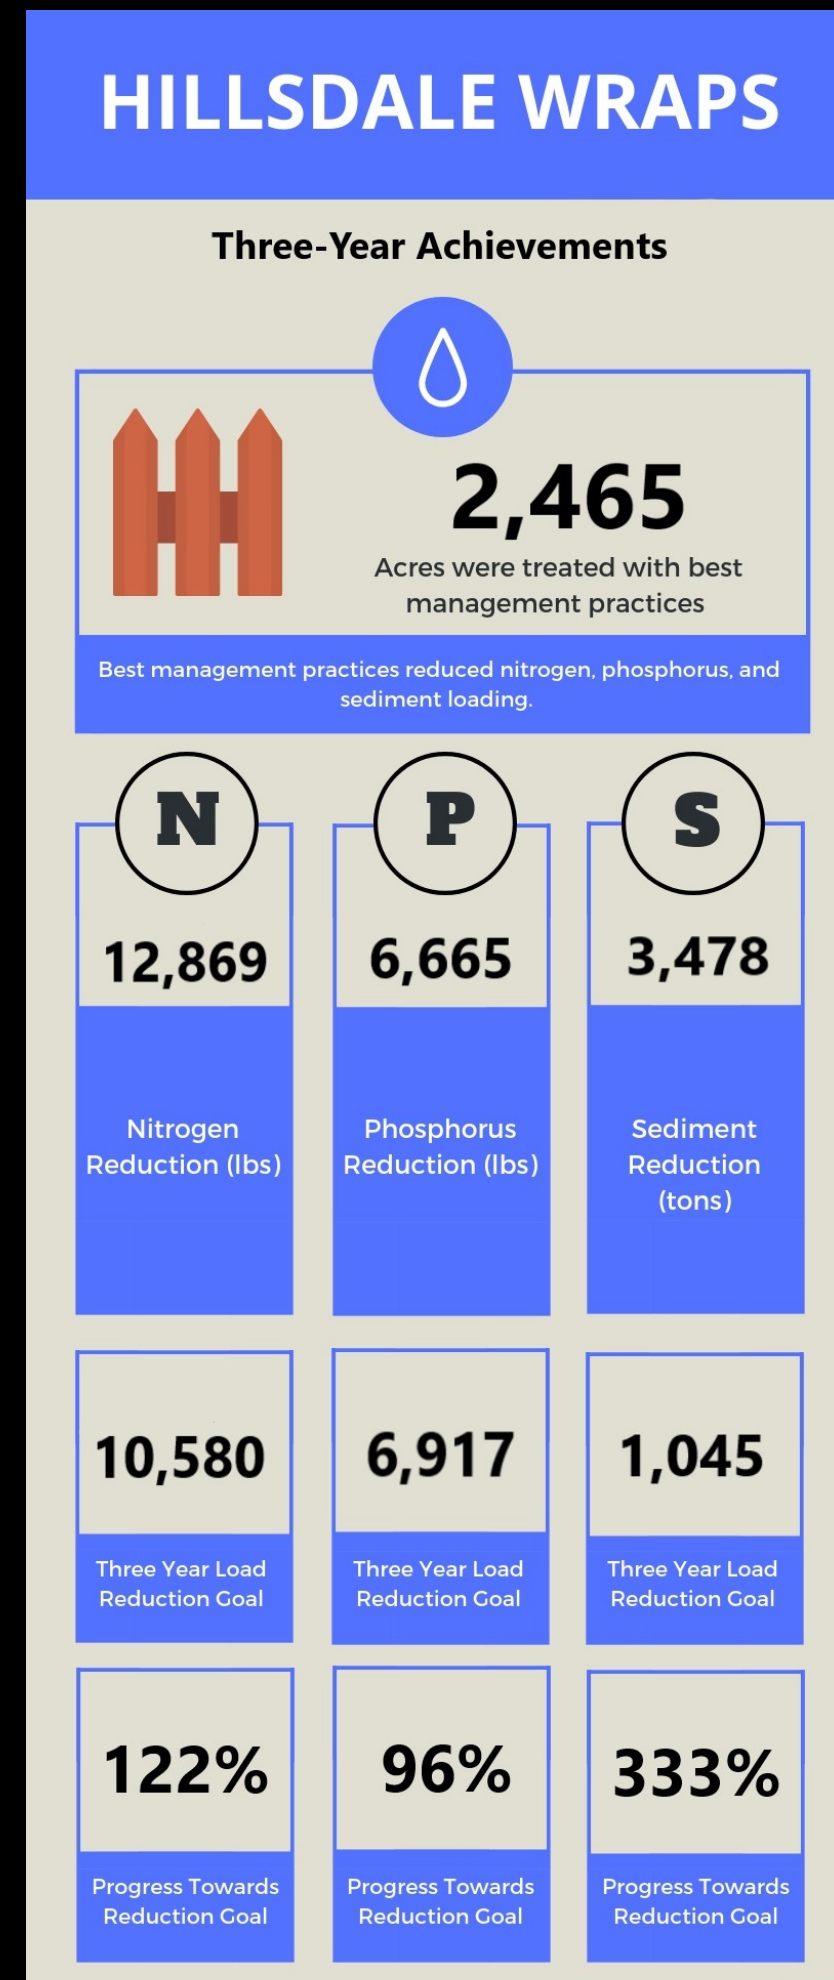 HILLSDALE WRAPS
Three-Year Achievements
2,465
Acres were treated with best
management practices
Best management practices reduced nitrogen, phosphorus, and
sediment loading.
N
12,869
Nitrogen
Reduction (lbs)
P
6,665
Phosphorus
Reduction (lbs)
S
3,478
Sediment
Reduction
(tons)
10,580
Three Year Load
Reduction Goal
6,917
Three Year Load
Reduction Goal
1,045
Three Year Load
Reduction Goal
122%
Progress Towards
Reduction Goal
96%
Progress Towards
Reduction Goal
333%
Progress Towards
Reduction Goal